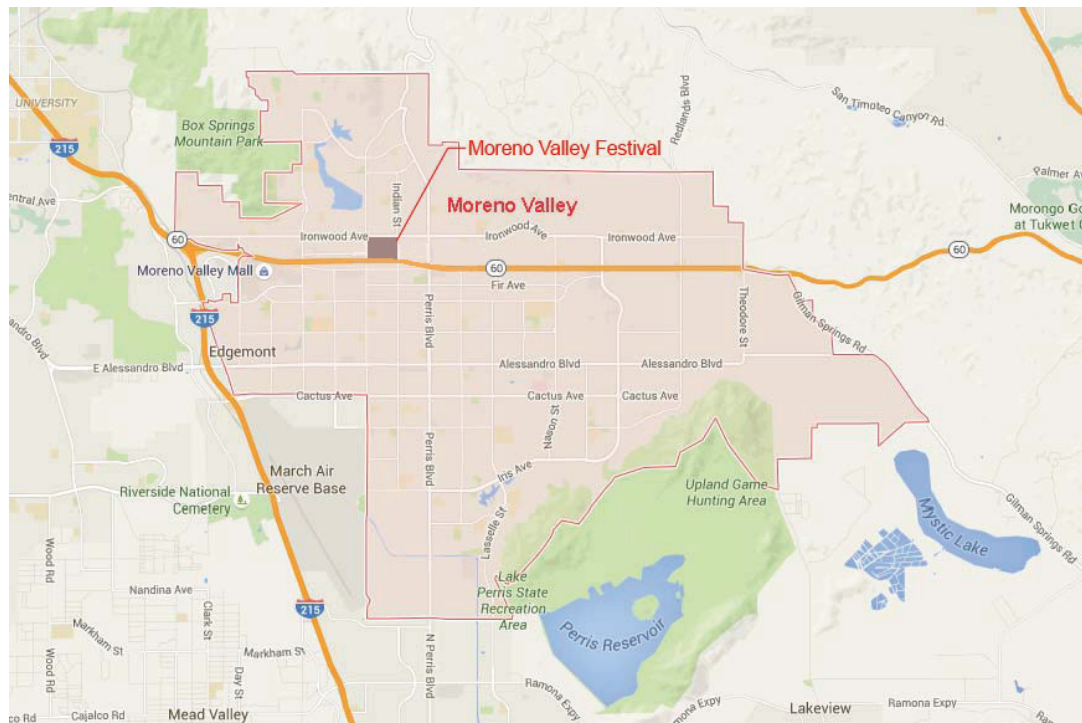 UNIVERSITY
215
Box Springs
Mountain Park
Redlands Blvd
San Timoteo Canyon Rd
Moreno Valley Festival
Indian St
Moreno Valley
Palmer Av
Central Ave
Morongo Go
at Tukwet C
60
Ironwood Ave
Ironwood Ave
Ironwood Ave
60
Moreno Valley Mall
60
Fir Ave
Perris Blvd
Theodore St
Gilman Springs Rd
215
ssandro Blvd
Edgemont
E Alessandro Blvd
Alessandro Blvd
Alessandro Blvd
Cactus Ave
Cactus Ave
Cactus Ave
Nason St
Perris Blvd
March Air
Reserve Base
Iris Ave
Riverside National
Cemetery
Upland Game
Hunting Area
Lasselle St
Mystic Lake
Gilman Springs Rd
Wood Rd
Nandina Ave
Clark St
215
Lake
Perris State
Recreation
Area
Perris Reservoir
Markham St
Markham St
Wood Rd
Day St
N Perris Blvd
Ramona Expy
Ramona Expy
Ramona Expy
co Rd
Cajalco Rd
Mead Valley
Lakeview